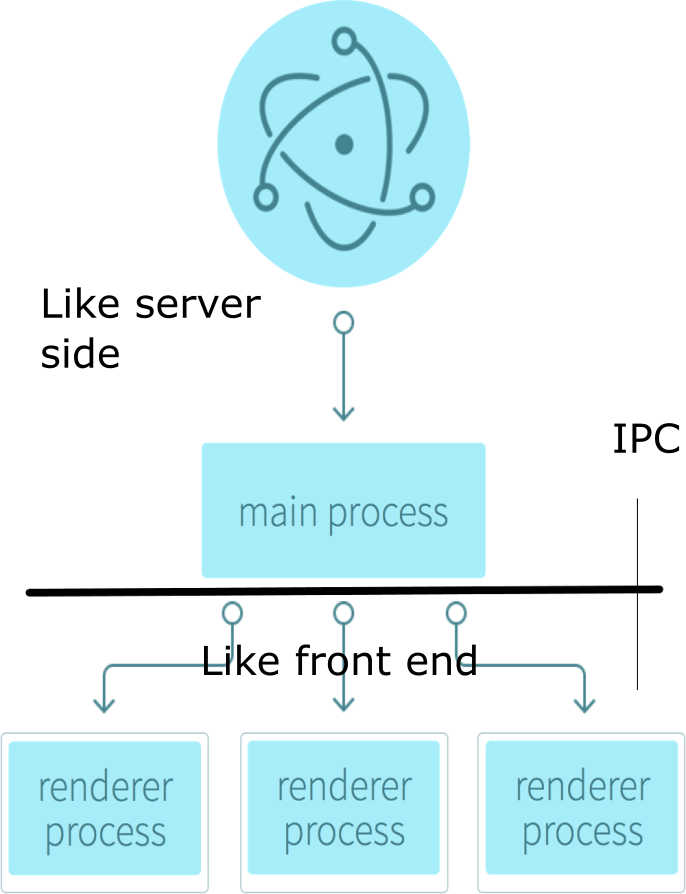 Like server
side
IPC
main process
Like front end
renderer
process
renderer
process
renderer
process